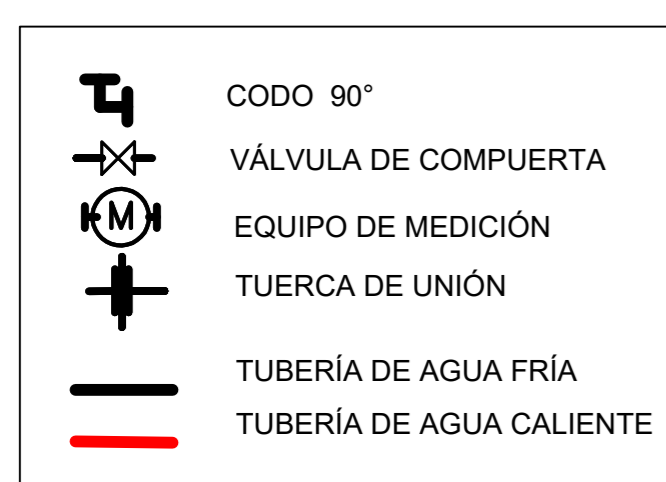 CODO 90°
VÁLVULA DE COMPUERTA
M
EQUIPO DE MEDICIÓN
TUERCA DE UNIÓN
TUBERÍA DE AGUA FRÍA
TUBERÍA DE AGUA CALIENTE